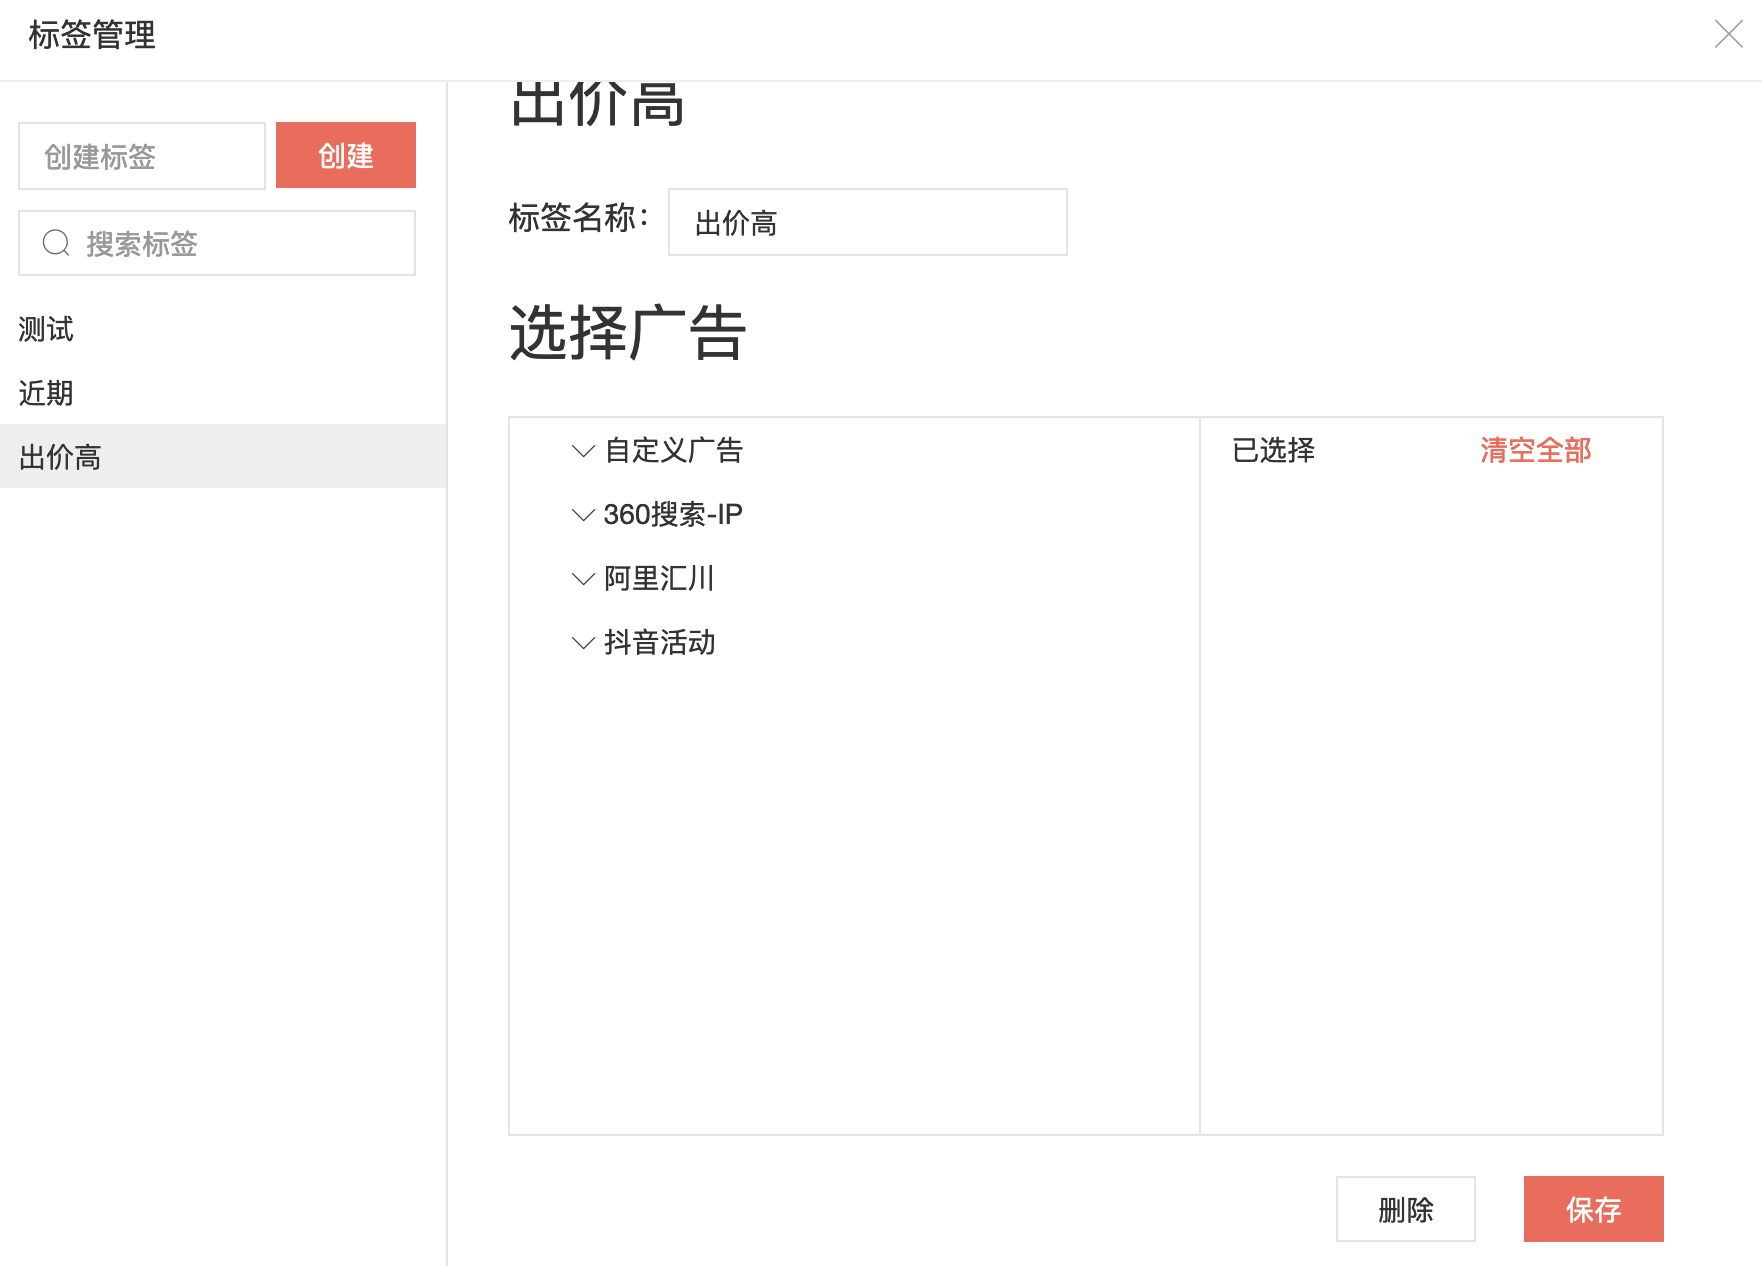 标签管理
创建标签
创建
搜索标签
测试
近期
出价高
出价高
标签名称：
出价高
选择广告
自定义广告
360搜索-IP
阿里汇川
抖音活动
已选择
清空全部
删除
保存